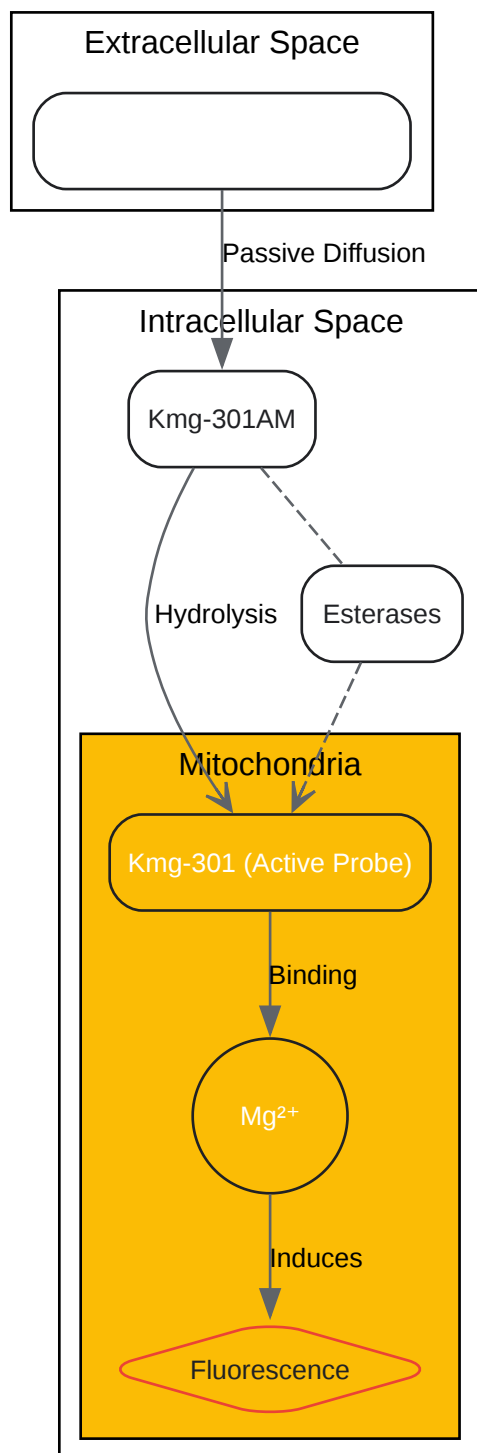 Extracellular Space
Passive Diffusion
Intracellular Space
Kmg-301AM
Hydrolysis
Esterases
Mitochondria
Kmg-301 (Active Probe)
Binding
Mg²⁺
Induces
Fluorescence